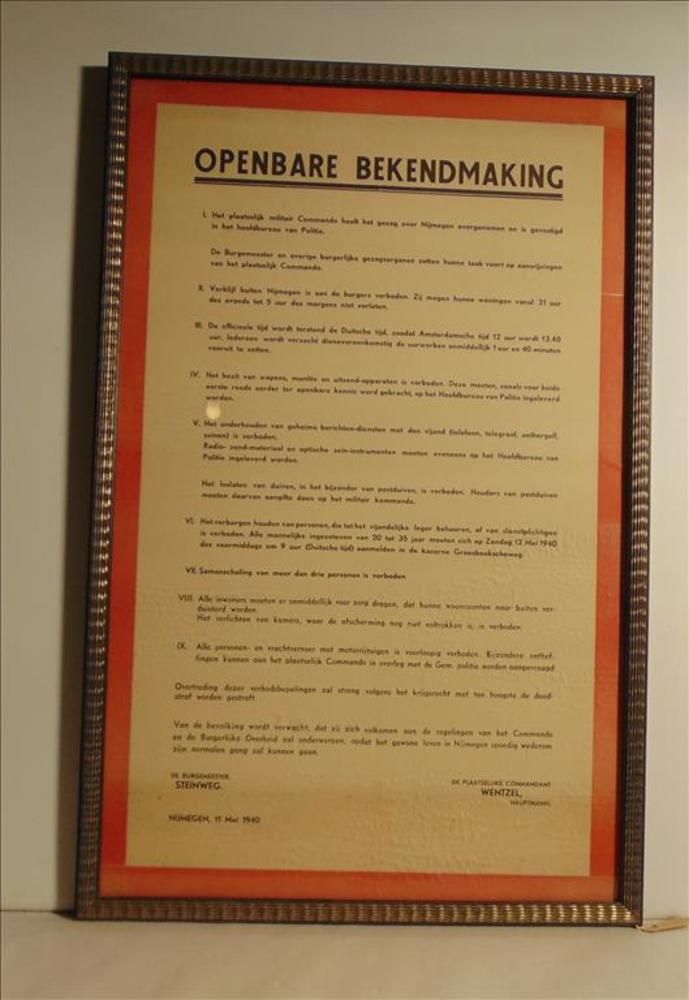 OPENBARE BEKENDMAKING
I. Het plaatselijk militair Commando heeft het gezag over Nijmegen overgenomen en is gevestigd
in het hoofdbureau van Politie.
De Burgemeester en overige burgerlijke gezagsorganen zetten hunne taak voort op aanwijzingen
van het plaatselijk Commando.
II. Verblijf buiten Nijmegen is aan de burgers verboden. Zij mogen hunne woningen vanaf 21 uur
des avonds tot 5 uur des morgens niet verlaten.
III. De officieele tijd wordt terstond de Duitsche tijd, zoodat Amsterdamsche tijd 12 uur wordt 13.40
uur. Iedereen wordt verzocht dienovereenkomstig de uurwerken onmiddellijk 1 uur en 40 minuten
vooruit te zetten.
IV. Het bezit van wapens, munitie en uitzend-apparaten is verboden. Deze moeten, zooals voor beide
eerste reeds eerder ter openbare kennis werd gebracht, op het Hoofdbureau van Politie ingeleverd
worden.
V. Het onderhouden van geheime berichten-diensten met den vijand (telefoon, telegraaf, zethergolf,
seinen) is verboden.
Radio- zend-materiaal en optische sein-instrumenten moeten eveneens op het Hoofdbureau van
Politie ingeleverd worden.
Het loslaten van duiven, in het bijzonder van postduiven, is verboden. Houders van postduiven
moeten daarvan aangifte doen op het militair kommando.
VI. Het verborgen houden van personen, die tot het vijandelijke leger behooren, of van dienstplichtigen
is verboden. Alle mannelijke ingezetenen van 20 tot 35 jaar moeten zich op Zondag 12 Mei 1940
des voormiddags om 9 uur (Duitsche tijd) aanmelden in de kazerne Groesbeekscheweg.
VII. Samenscholing van meer dan drie personen is verboden
VIII. Alle inwoners moeten er onmiddellijk voor zorg dragen, dat hunne woonruimten naar buiten ver-
duisterd worden.
Het verlichten van kamers, waar de afscherming nog niet voltrokken is, is verboden
IX. Alle personen- en vrachtvervoer met motorrijtuigen is voorloopig verboden. Bijzondere onthef-
fingen kunnen aan het plaatselijk Commando in overleg met de Gem. politie worden aangevraagd
Overtreding dezer verbodsbepalingen zal streng volgens het krijgsrecht met ten hoogste de dood-
straf worden gestraft.
Van de bevolking wordt verwacht, dat zij zich volkomen aan de regelingen van het Commando
en de Burgerlijke Overheid zal onderwerpen, opdat het gewone leven in Nijmegen spoedig wederom
zijn normalen gang zal kunnen gaan.
DE BURGEMEESTER,
STEINWEG.
DE PLAATSELIJKE COMMANDANT
WENTZEL,
HAUPTMANN;
NIJMEGEN, 11 Mei 1940